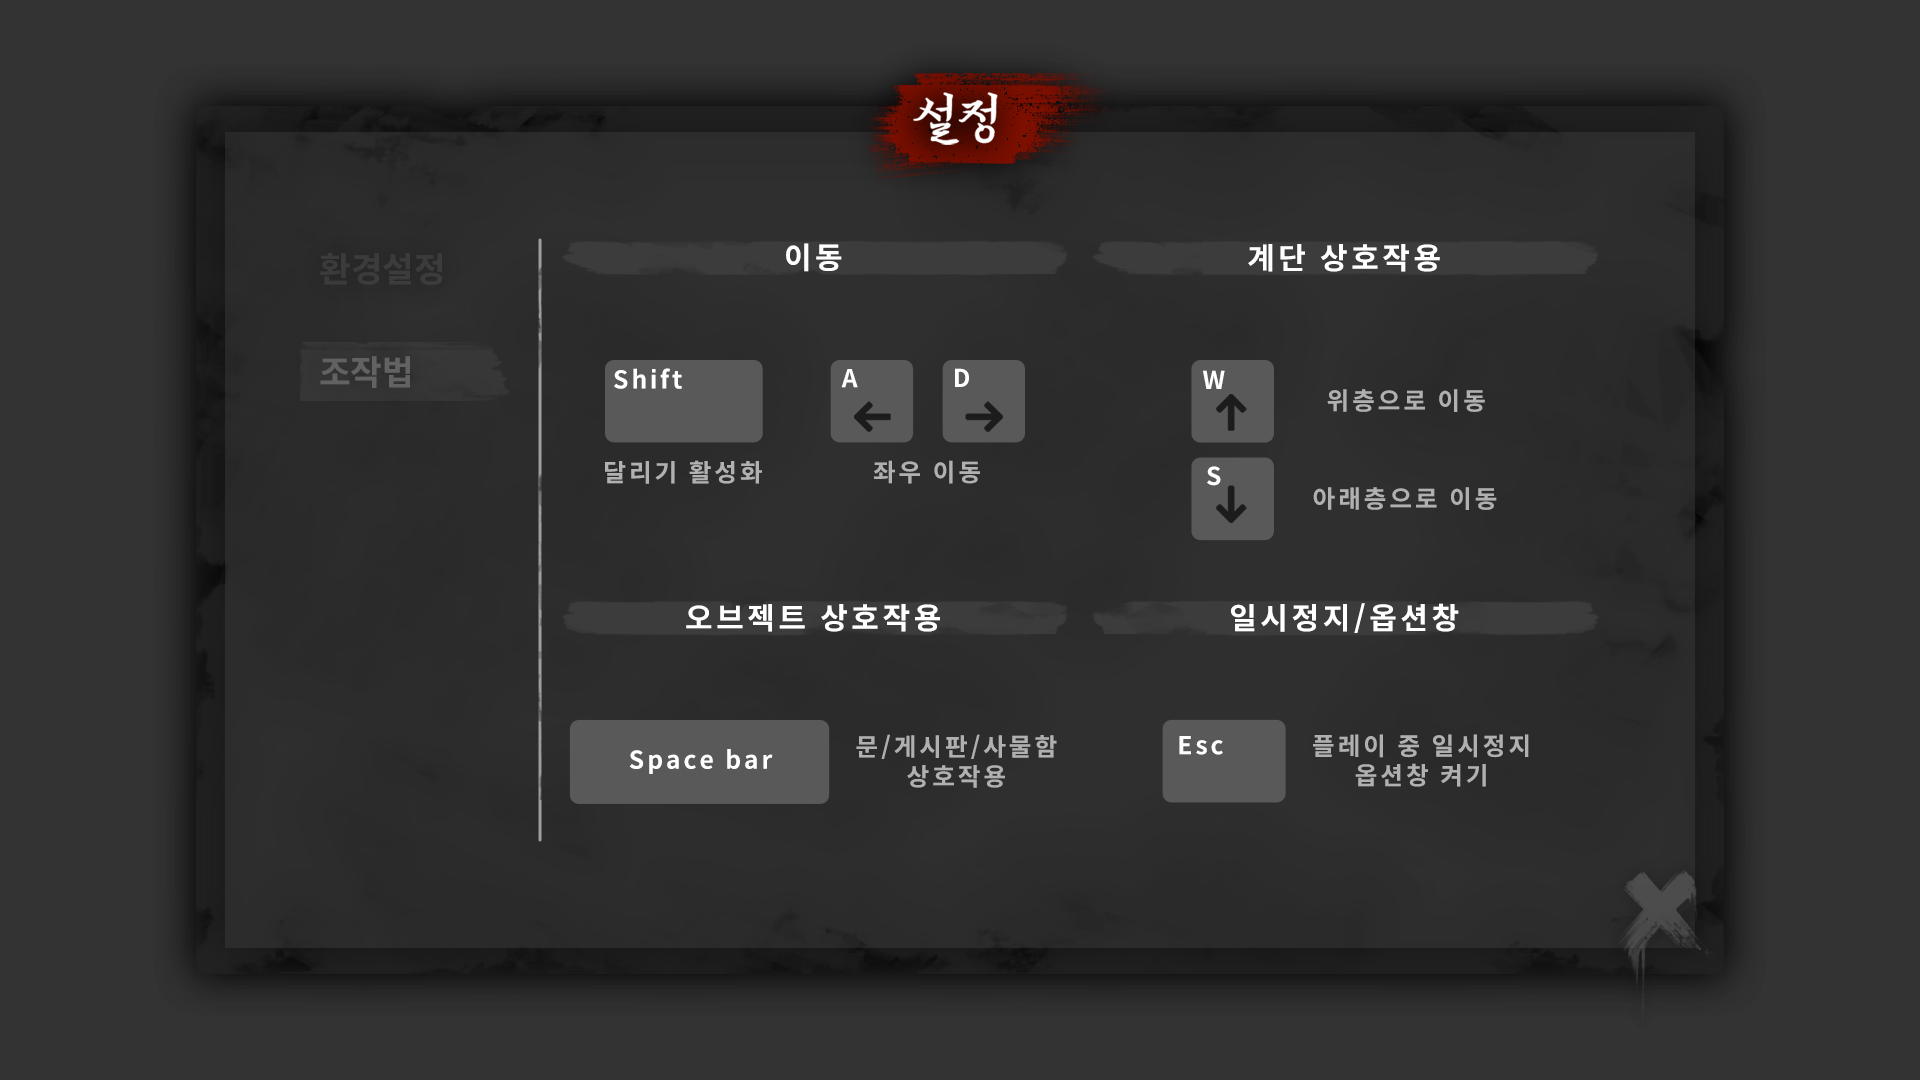 설정
환경설정
조작법
이동
Shift
A
D
달리기 활성화
좌우 이동
계단 상호작용
W
위층으로 이동
S
아래층으로 이동
오브젝트 상호작용
Space bar
문/게시판/사물함
상호작용
일시정지/옵션창
Esc
플레이 중 일시정지
옵션창 켜기